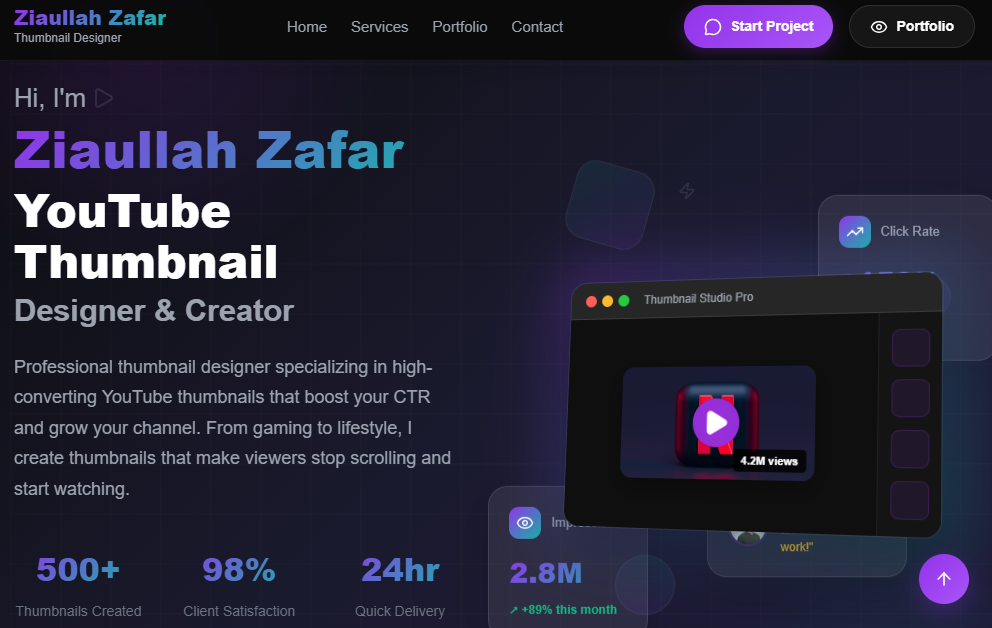 Ziaullah Zafar
Thumbnail Designer
Home
Services
Portfolio
Contact
Start Project
Portfolio
Hi, I'm
Ziaullah Zafar
YouTube
Thumbnail
Designer & Creator
Professional thumbnail designer specializing in high-
converting YouTube thumbnails that boost your CTR
and grow your channel. From gaming to lifestyle, I
create thumbnails that make viewers stop scrolling and
start watching.
500+
Thumbnails Created
98%
Client Satisfaction
24hr
Quick Delivery
Click Rate
Thumbnail Studio Pro
4.2M views
2.8M
↗ +89% this month
work!"